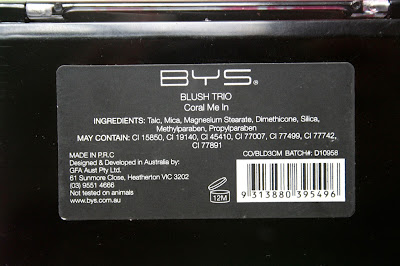 BYS®
BLUSH TRIO
Coral Me In
INGREDIENTS: Talc, Mica, Magnesium Stearate, Dimethicone, Silica,
Methylparaben, Propylparaben
MAY CONTAIN: CI 15850, CI 19140, CI 45410, CI 77007, CI 77499, CI 77742,
CI 77891
MADE IN P.R.C
Designed & Developed in Australia by:
GFA Aust Pty Ltd.
61 Sunmore Close, Heatherton VIC 3202
(03) 9551 4666
Not tested on animals
www.bys.com.au
12M
CO/BLD3CM BATCH#: D10958
9 313880 395496